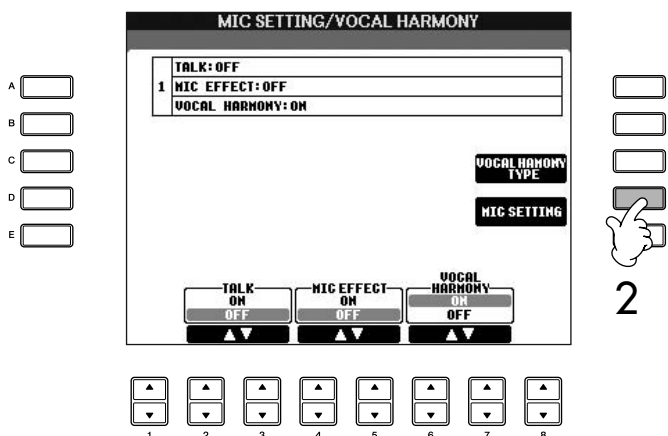 MIC SETTING/VOCAL HARMONY
TALK:OFF
1 MIC EFFECT:OFF
VOCAL HARMONY:ON
A
B
C
D
E
VOCAL HAMONY
TYPE
MIC SETTING
2
TALK
ON
OFF
MIC EFFECT
ON
OFF
VOCAL
HARMONY
ON
OFF
1 2 3 4 5 6 7 8